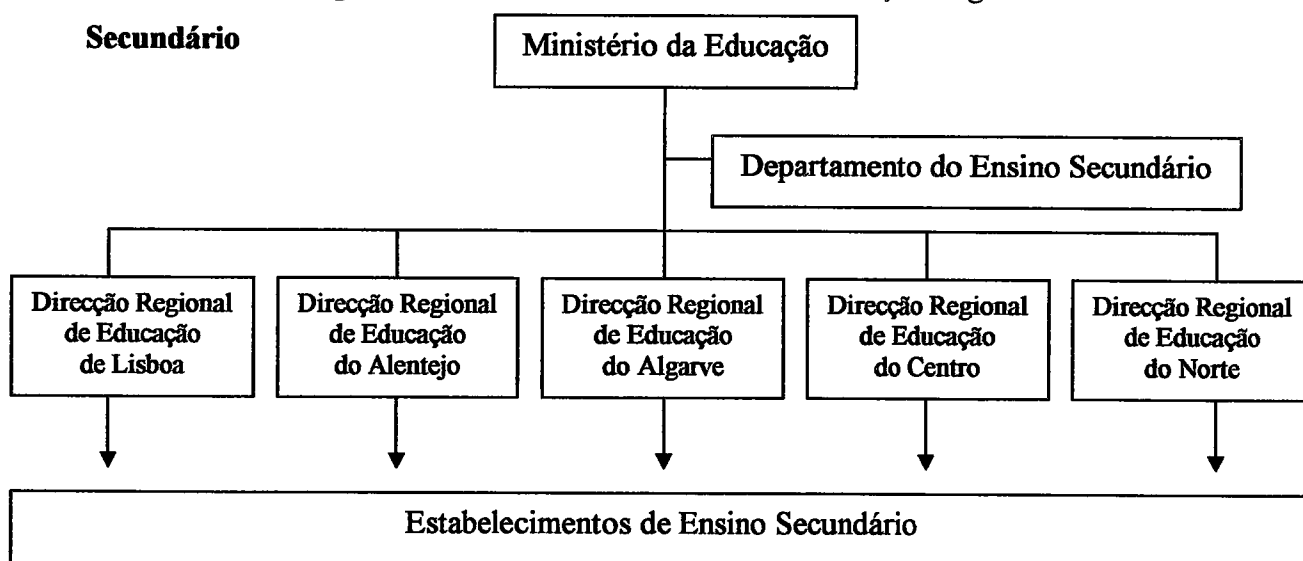 Secundário
Ministério da Educação
Departamento do Ensino Secundário
Direcção Regional
de Educação
de Lisboa
Direcção Regional
de Educação
do Alentejo
Direcção Regional
de Educação
do Algarve
Direcção Regional
de Educação
do Centro
Direcção Regional
de Educação
do Norte
Estabelecimentos de Ensino Secundário